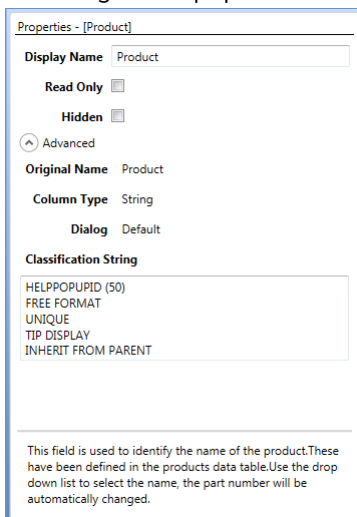 Properties - [Product]
Display Name Product
Read Only
Hidden
Advanced
Original Name Product
Column Type String
Dialog Default
Classification String
HELPPOPUPID (50)
FREE FORMAT
UNIQUE
TIP DISPLAY
INHERIT FROM PARENT
This field is used to identify the name of the product.These
have been defined in the products data table.Use the drop
down list to select the name, the part number will be
automatically changed.